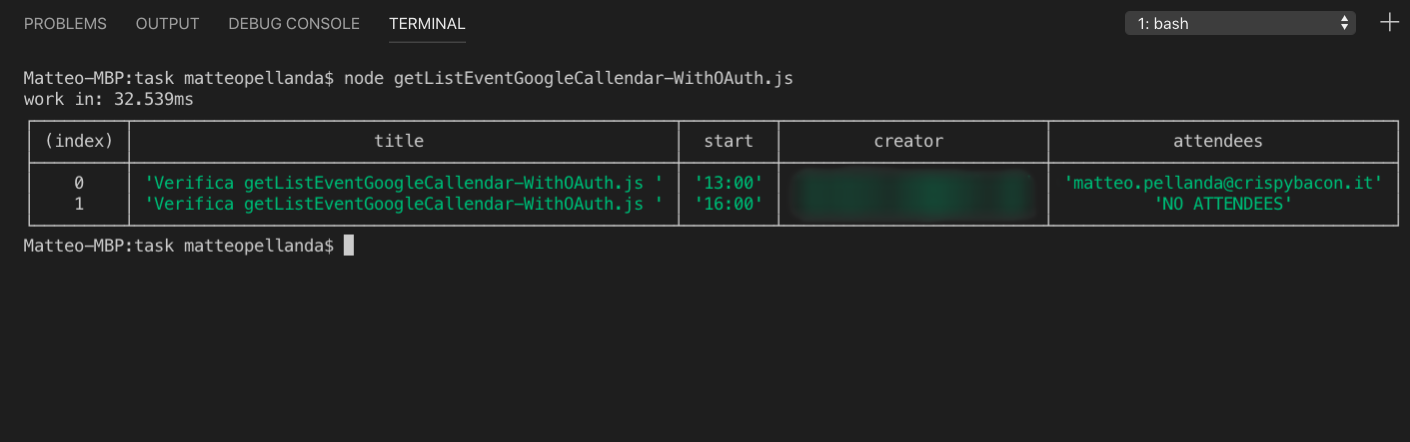 PROBLEMS OUTPUT DEBUG CONSOLE TERMINAL 1: bash
Matteo-MBP:task matteopellanda$ node getListEventGoogleCallendar-WithOAuth.js
work in: 32.539ms
(index) title start creator attendees
0 'Verifica getListEventGoogleCallendar-WithOAuth.js ' '13:00' 'matteo.pellanda@crispybacon.it'
1 'Verifica getListEventGoogleCallendar-WithOAuth.js ' '16:00' 'NO ATTENDEES'
Matteo-MBP:task matteopellanda$